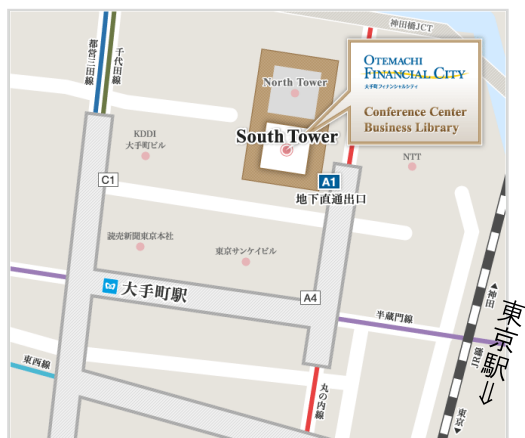 神田橋JCT
都営三田線
千代田線
OTEMACHI
FINANCIAL CITY
大手町フィナンシャルシティ
Conference Center
Business Library
North Tower
South Tower
KDDI
大手町ビル
NTT
C1
A1
地下直通出口
読売新聞東京本社
東京サンケイビル
大手町駅
A4
半蔵門線
▲神田
東京駅⇒
JR線
東西線
丸の内線
東京▼